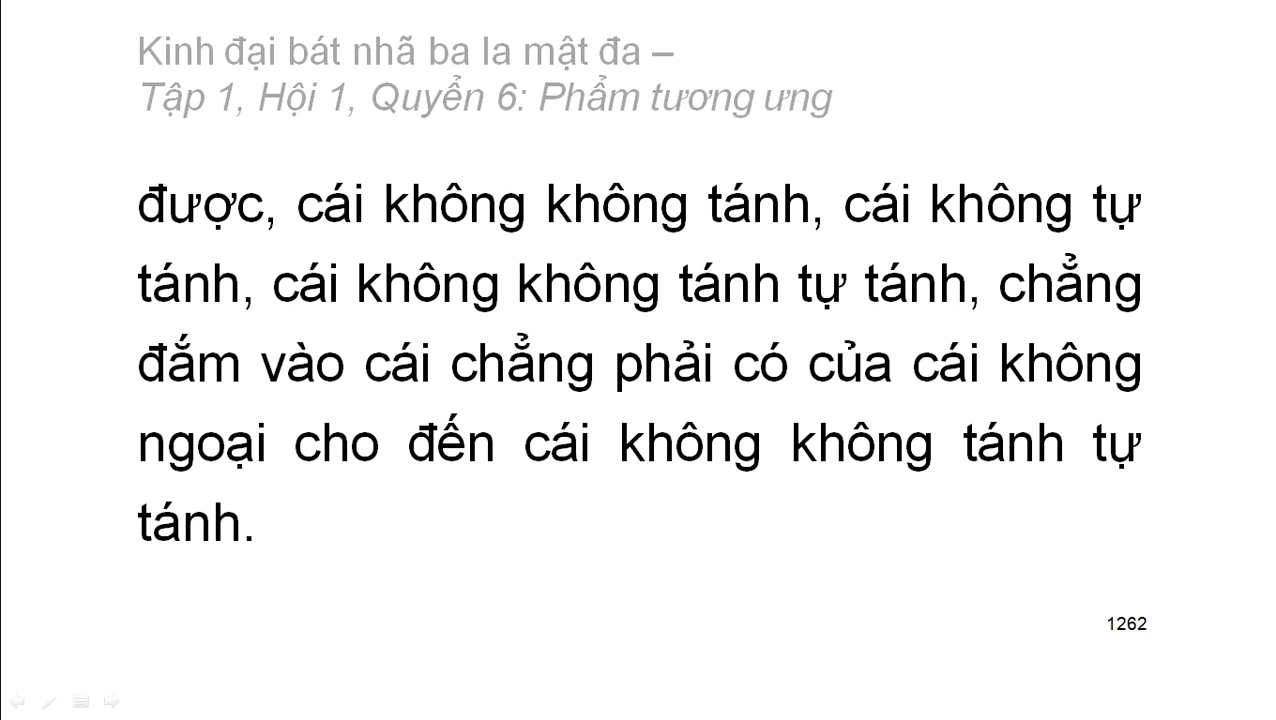 Kinh đại bát nhã ba la mật đa –
Tập 1, Hội 1, Quyển 6: Phẩm tương ưng
được, cái không không tánh, cái không tự
tánh, cái không không tánh tự tánh, chẳng
đắm vào cái chẳng phải có của cái không
ngoại cho đến cái không không tánh tự
tánh.
1262